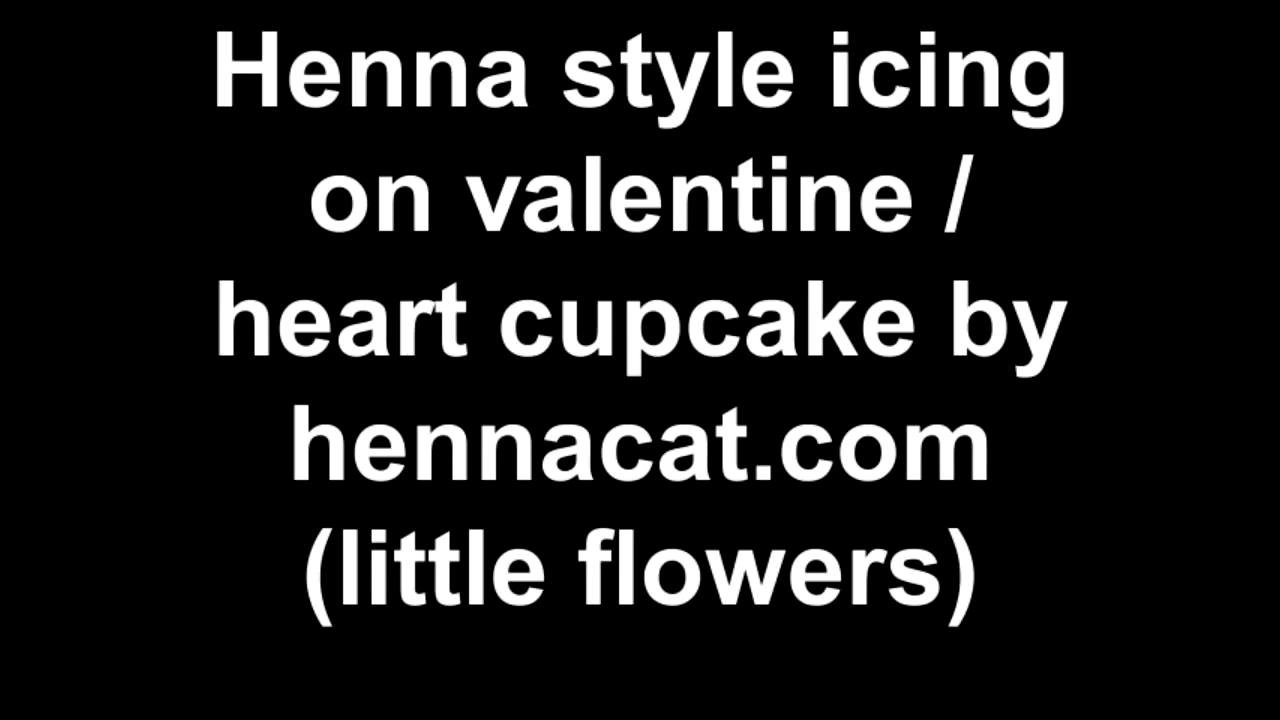 Henna style icing
on valentine /
heart cupcake by
hennacat.com
(little flowers)